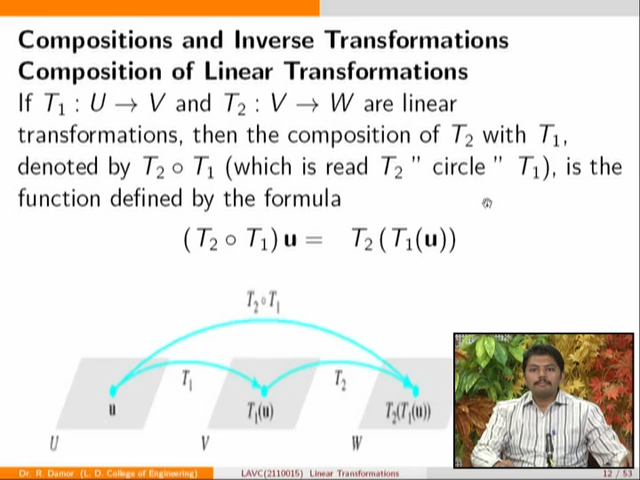 Compositions and Inverse Transformations
Composition of Linear Transformations
If T₁ : U → V and T₂ : V → W are linear
transformations, then the composition of T₂ with T₁,
denoted by T₂ ∘ T₁ (which is read T₂ ” circle ” T₁), is the
function defined by the formula
(T₂ ∘ T₁) u = T₂ (T₁(u))
T₂∘T₁
T₁ T₂
u T₁(u) T₂(T₁(u))
U V W
Dr. R. Damor (L. D. College of Engineering) LAVC(2110015) Linear Transformations 12 / 53